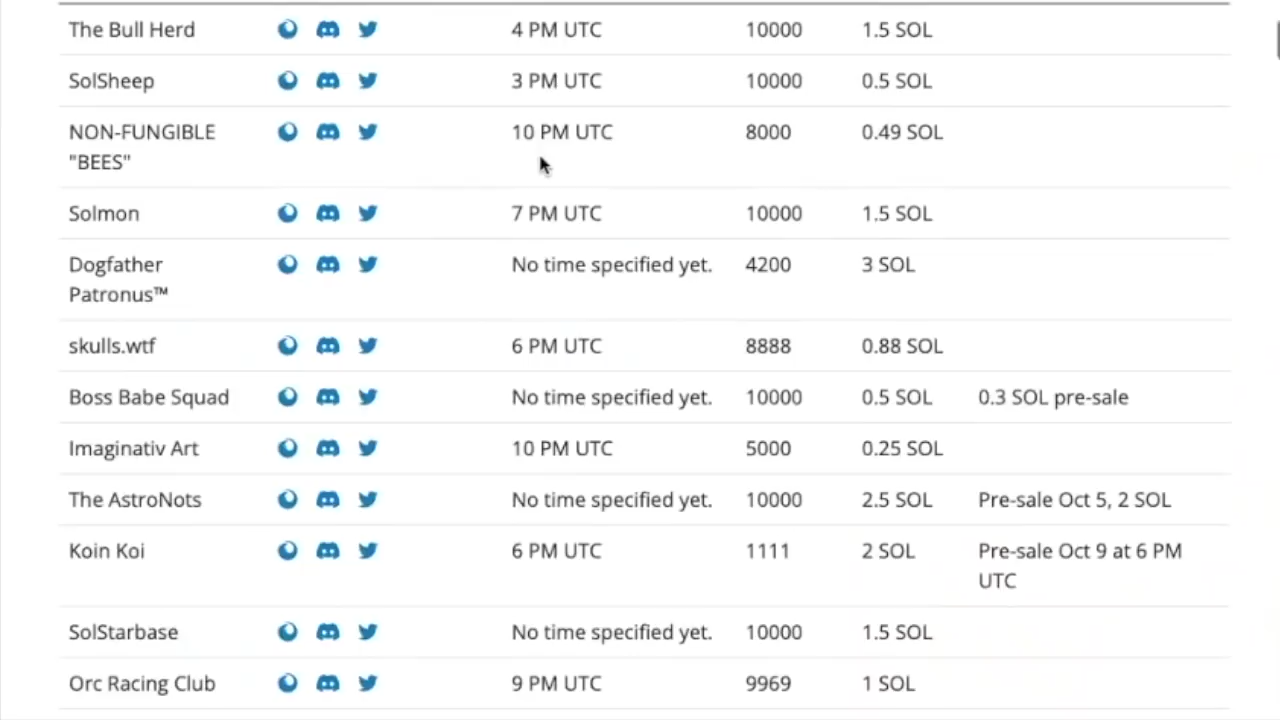 The Bull Herd 4 PM UTC 10000 1.5 SOL
SolSheep 3 PM UTC 10000 0.5 SOL
NON-FUNGIBLE 10 PM UTC 8000 0.49 SOL
"BEES"
Solmon 7 PM UTC 10000 1.5 SOL
Dogfather No time specified yet. 4200 3 SOL
Patronus™
skulls.wtf 6 PM UTC 8888 0.88 SOL
Boss Babe Squad No time specified yet. 10000 0.5 SOL 0.3 SOL pre-sale
Imaginativ Art 10 PM UTC 5000 0.25 SOL
The AstroNots No time specified yet. 10000 2.5 SOL Pre-sale Oct 5, 2 SOL
Koin Koi 6 PM UTC 1111 2 SOL Pre-sale Oct 9 at 6 PM
UTC
SolStarbase No time specified yet. 10000 1.5 SOL
Orc Racing Club 9 PM UTC 9969 1 SOL